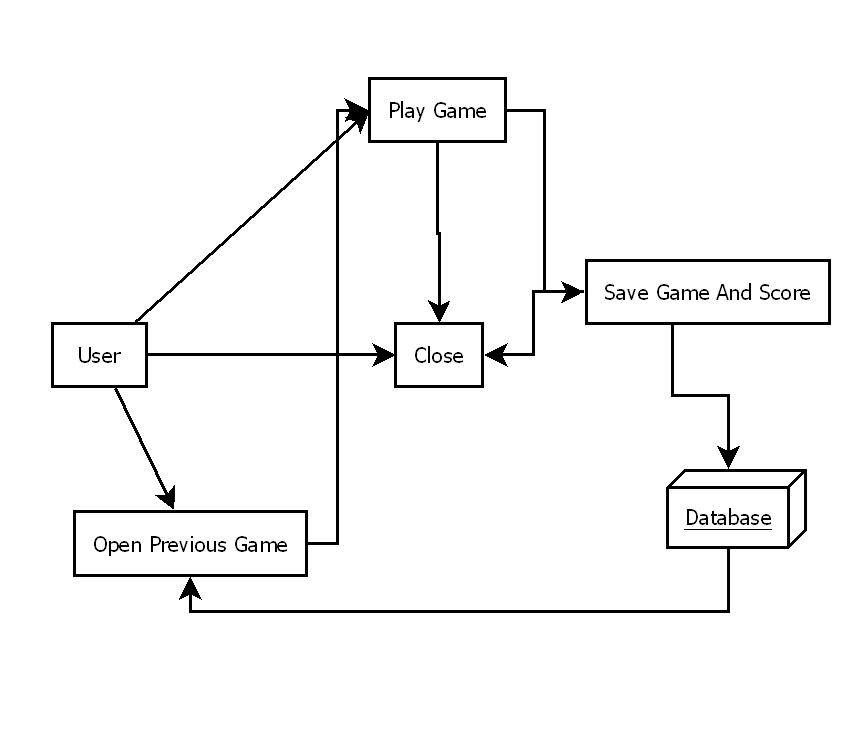 Play Game
Save Game And Score
User
Close
Database
Open Previous Game